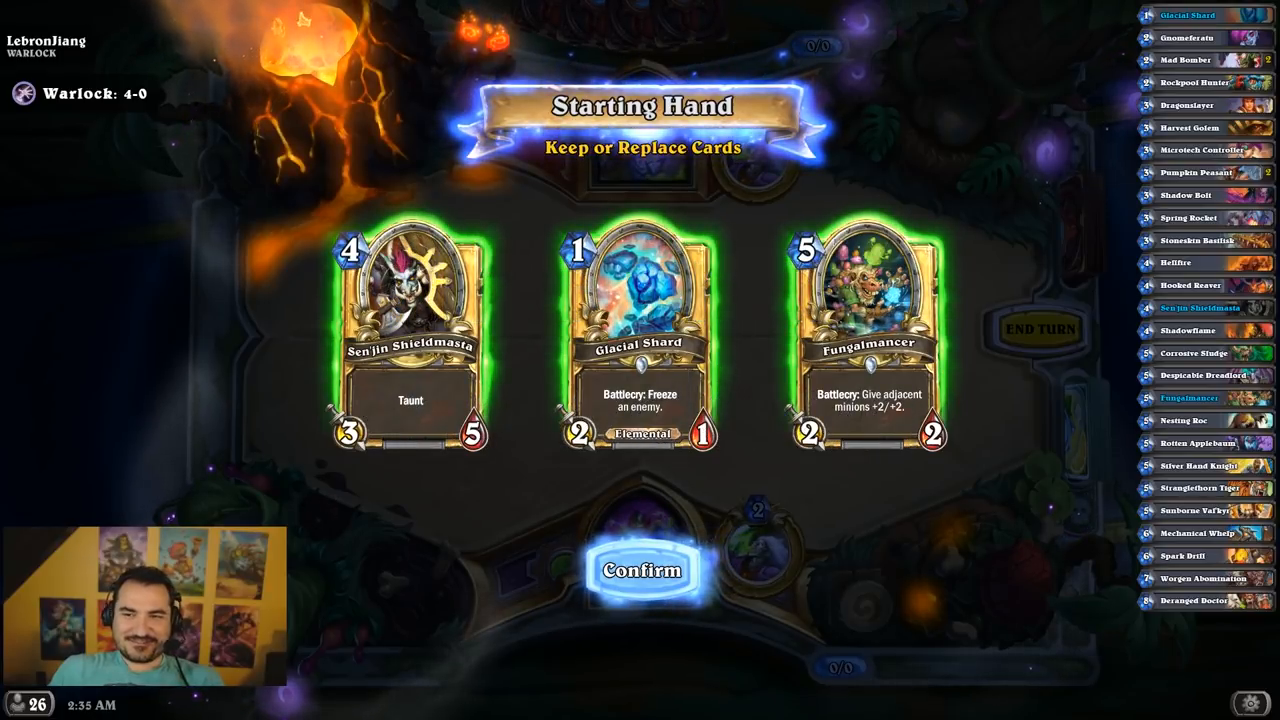 LebronJiang
WARLOCK
Warlock: 4-0
0/0
Starting Hand
Keep or Replace Cards
4
Sen'jin Shieldmasta
Taunt
3
5
1
Glacial Shard
Battlecry: Freeze
an enemy.
2
Elemental
1
5
Fungalmancer
Battlecry: Give adjacent
minions +2/+2.
2
2
END TURN
2
Confirm
0/0
1 Glacial Shard
2 Gnomeferatu
2 Mad Bomber 2
2 Rockpool Hunter
3 Dragonslayer
3 Harvest Golem
3 Microtech Controller
3 Pumpkin Peasant 2
3 Shadow Bolt
3 Spring Rocket
3 Stoneskin Basilisk
4 Hellfire
4 Hooked Reaver
4 Sen'jin Shieldmasta
4 Shadowflame
5 Corrosive Sludge
5 Despicable Dreadlord
5 Fungalmancer
5 Nesting Roc
5 Rotten Applebaum
5 Silver Hand Knight
5 Stranglethorn Tiger
5 Sunborne Val'kyr
6 Mechanical Whelp
6 Spark Drill
7 Worgen Abomination
8 Deranged Doctor
26
2:35 AM